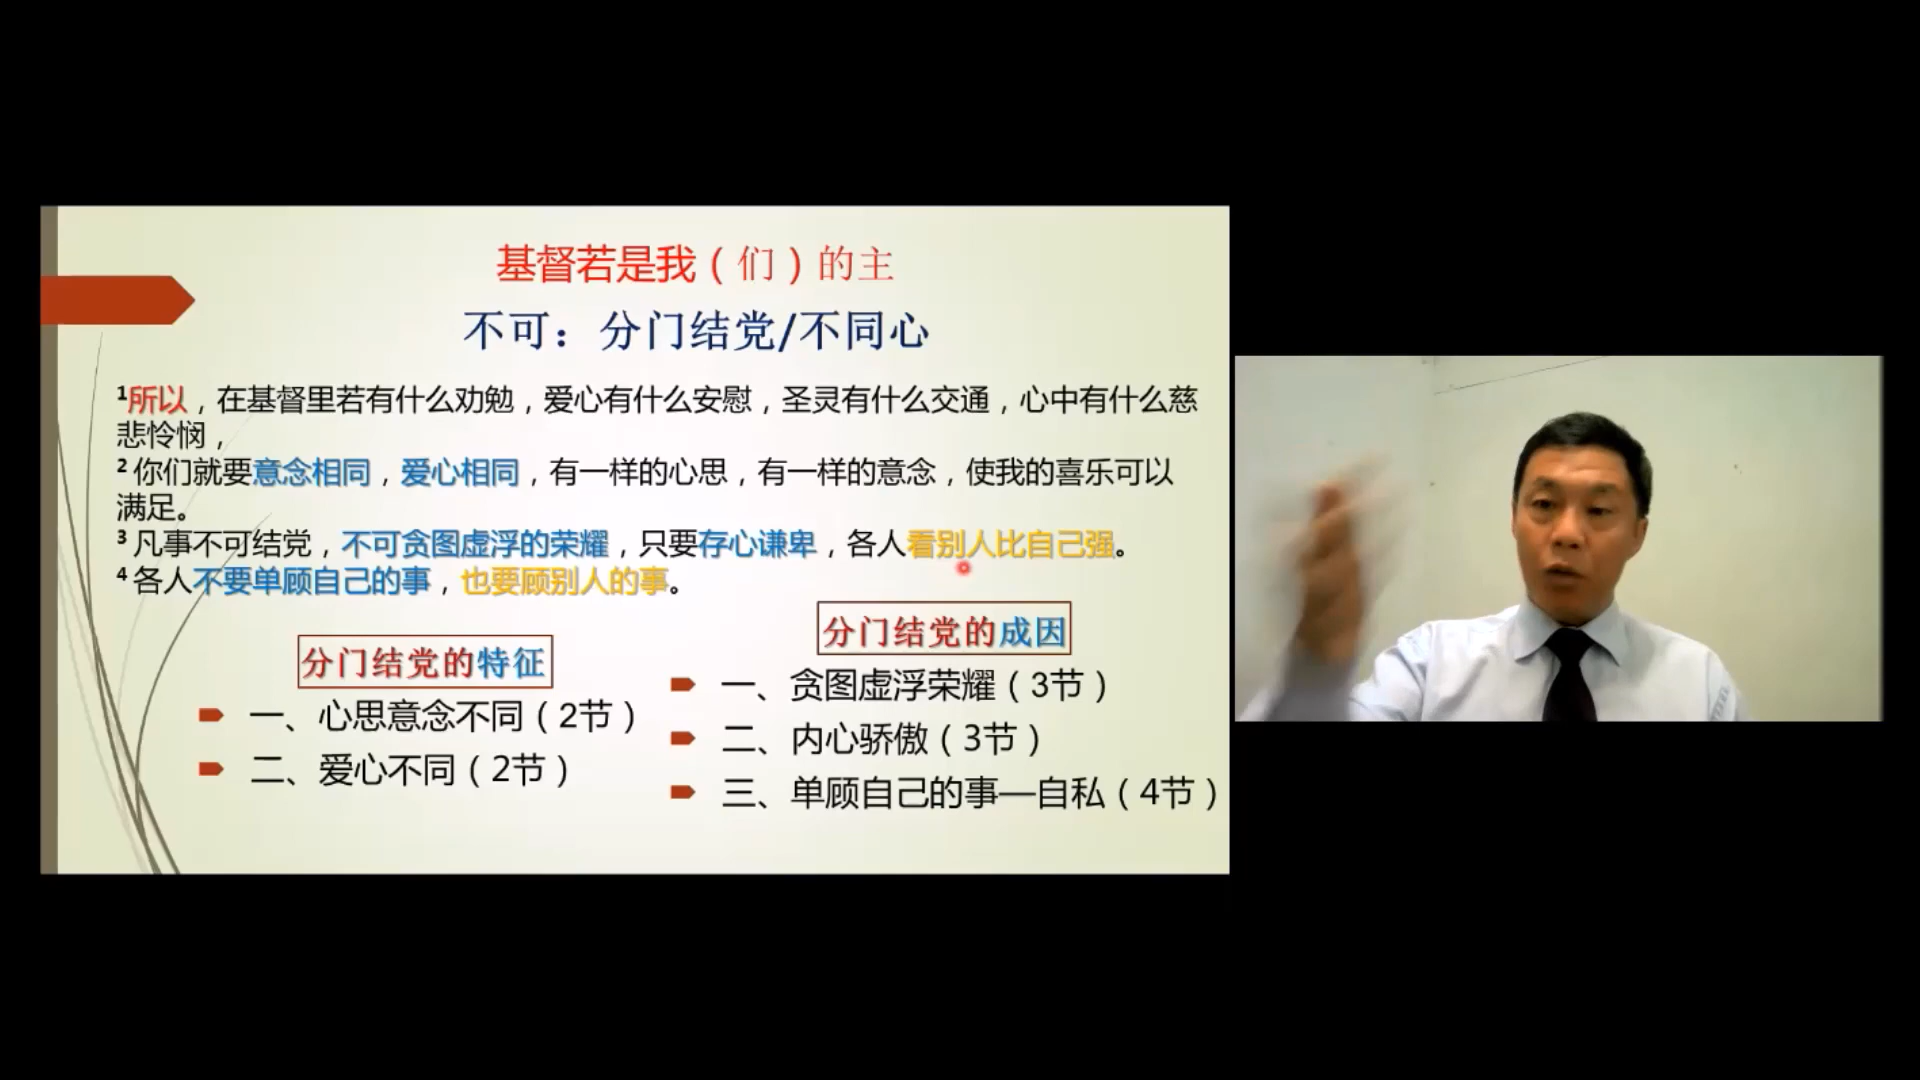 基督若是我（们）的主
不可：分门结党/不同心
1所以，在基督里若有什么劝勉，爱心有什么安慰，圣灵有什么交通，心中有什么慈
悲怜悯，
2 你们就要意念相同，爱心相同，有一样的心思，有一样的意念，使我的喜乐可以
满足。
3 凡事不可结党，不可贪图虚浮的荣耀，只要存心谦卑，各人看别人比自己强。
4 各人不要单顾自己的事，也要顾别人的事。
分门结党的特征
一、心思意念不同（2节）
二、爱心不同（2节）
分门结党的成因
一、贪图虚浮荣耀（3节）
二、内心骄傲（3节）
三、单顾自己的事—自私（4节）